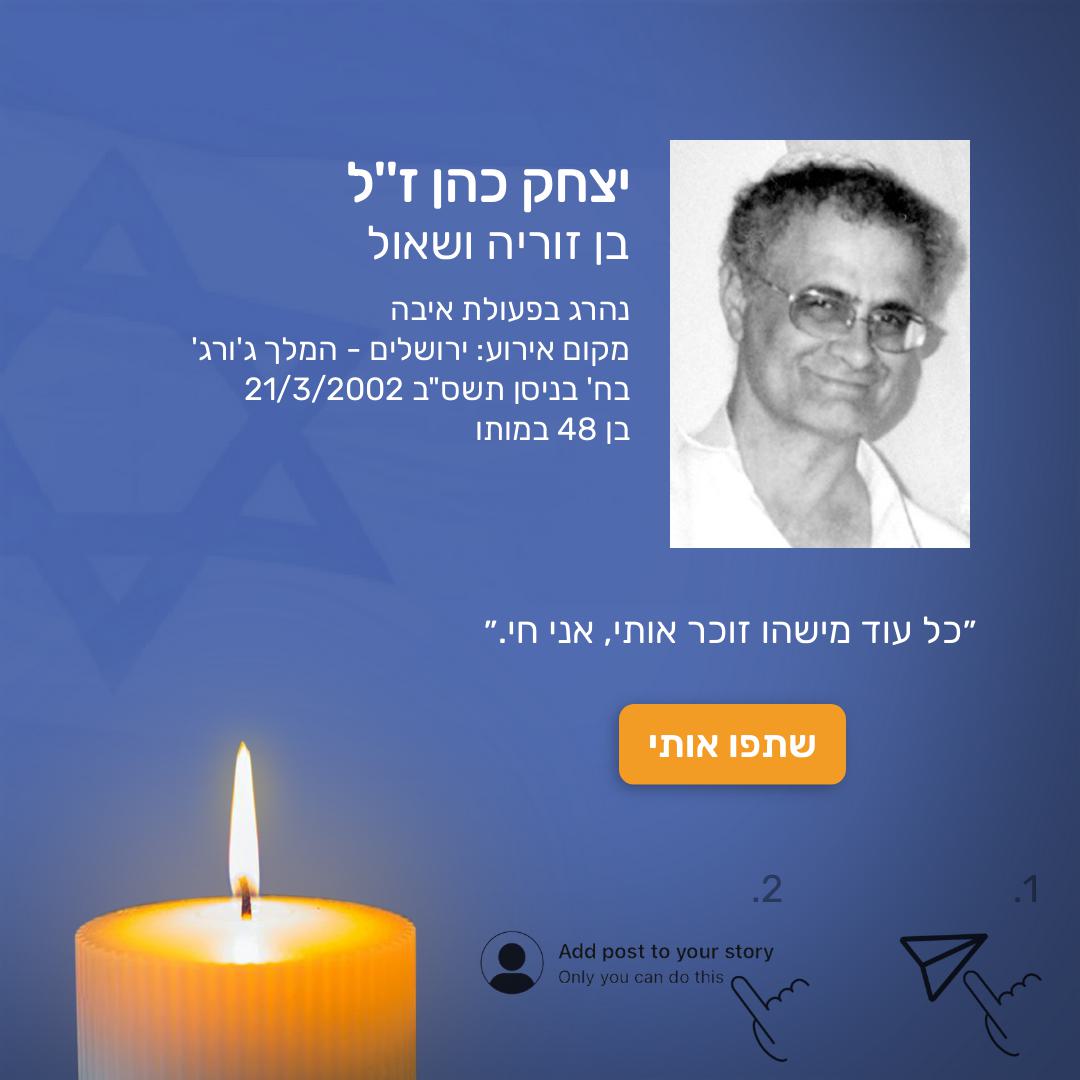 יצחק כהן ז"ל
בן זוריה ושאול
נהרג בפעולת איבה
מקום אירוע: ירושלים - המלך ג'ורג'
בח' בניסן תשס"ב 21/3/2002
בן 48 במותו
״כל עוד מישהו זוכר אותי, אני חי.״
שתפו אותי
1.
2.
Add post to your story
Only you can do this